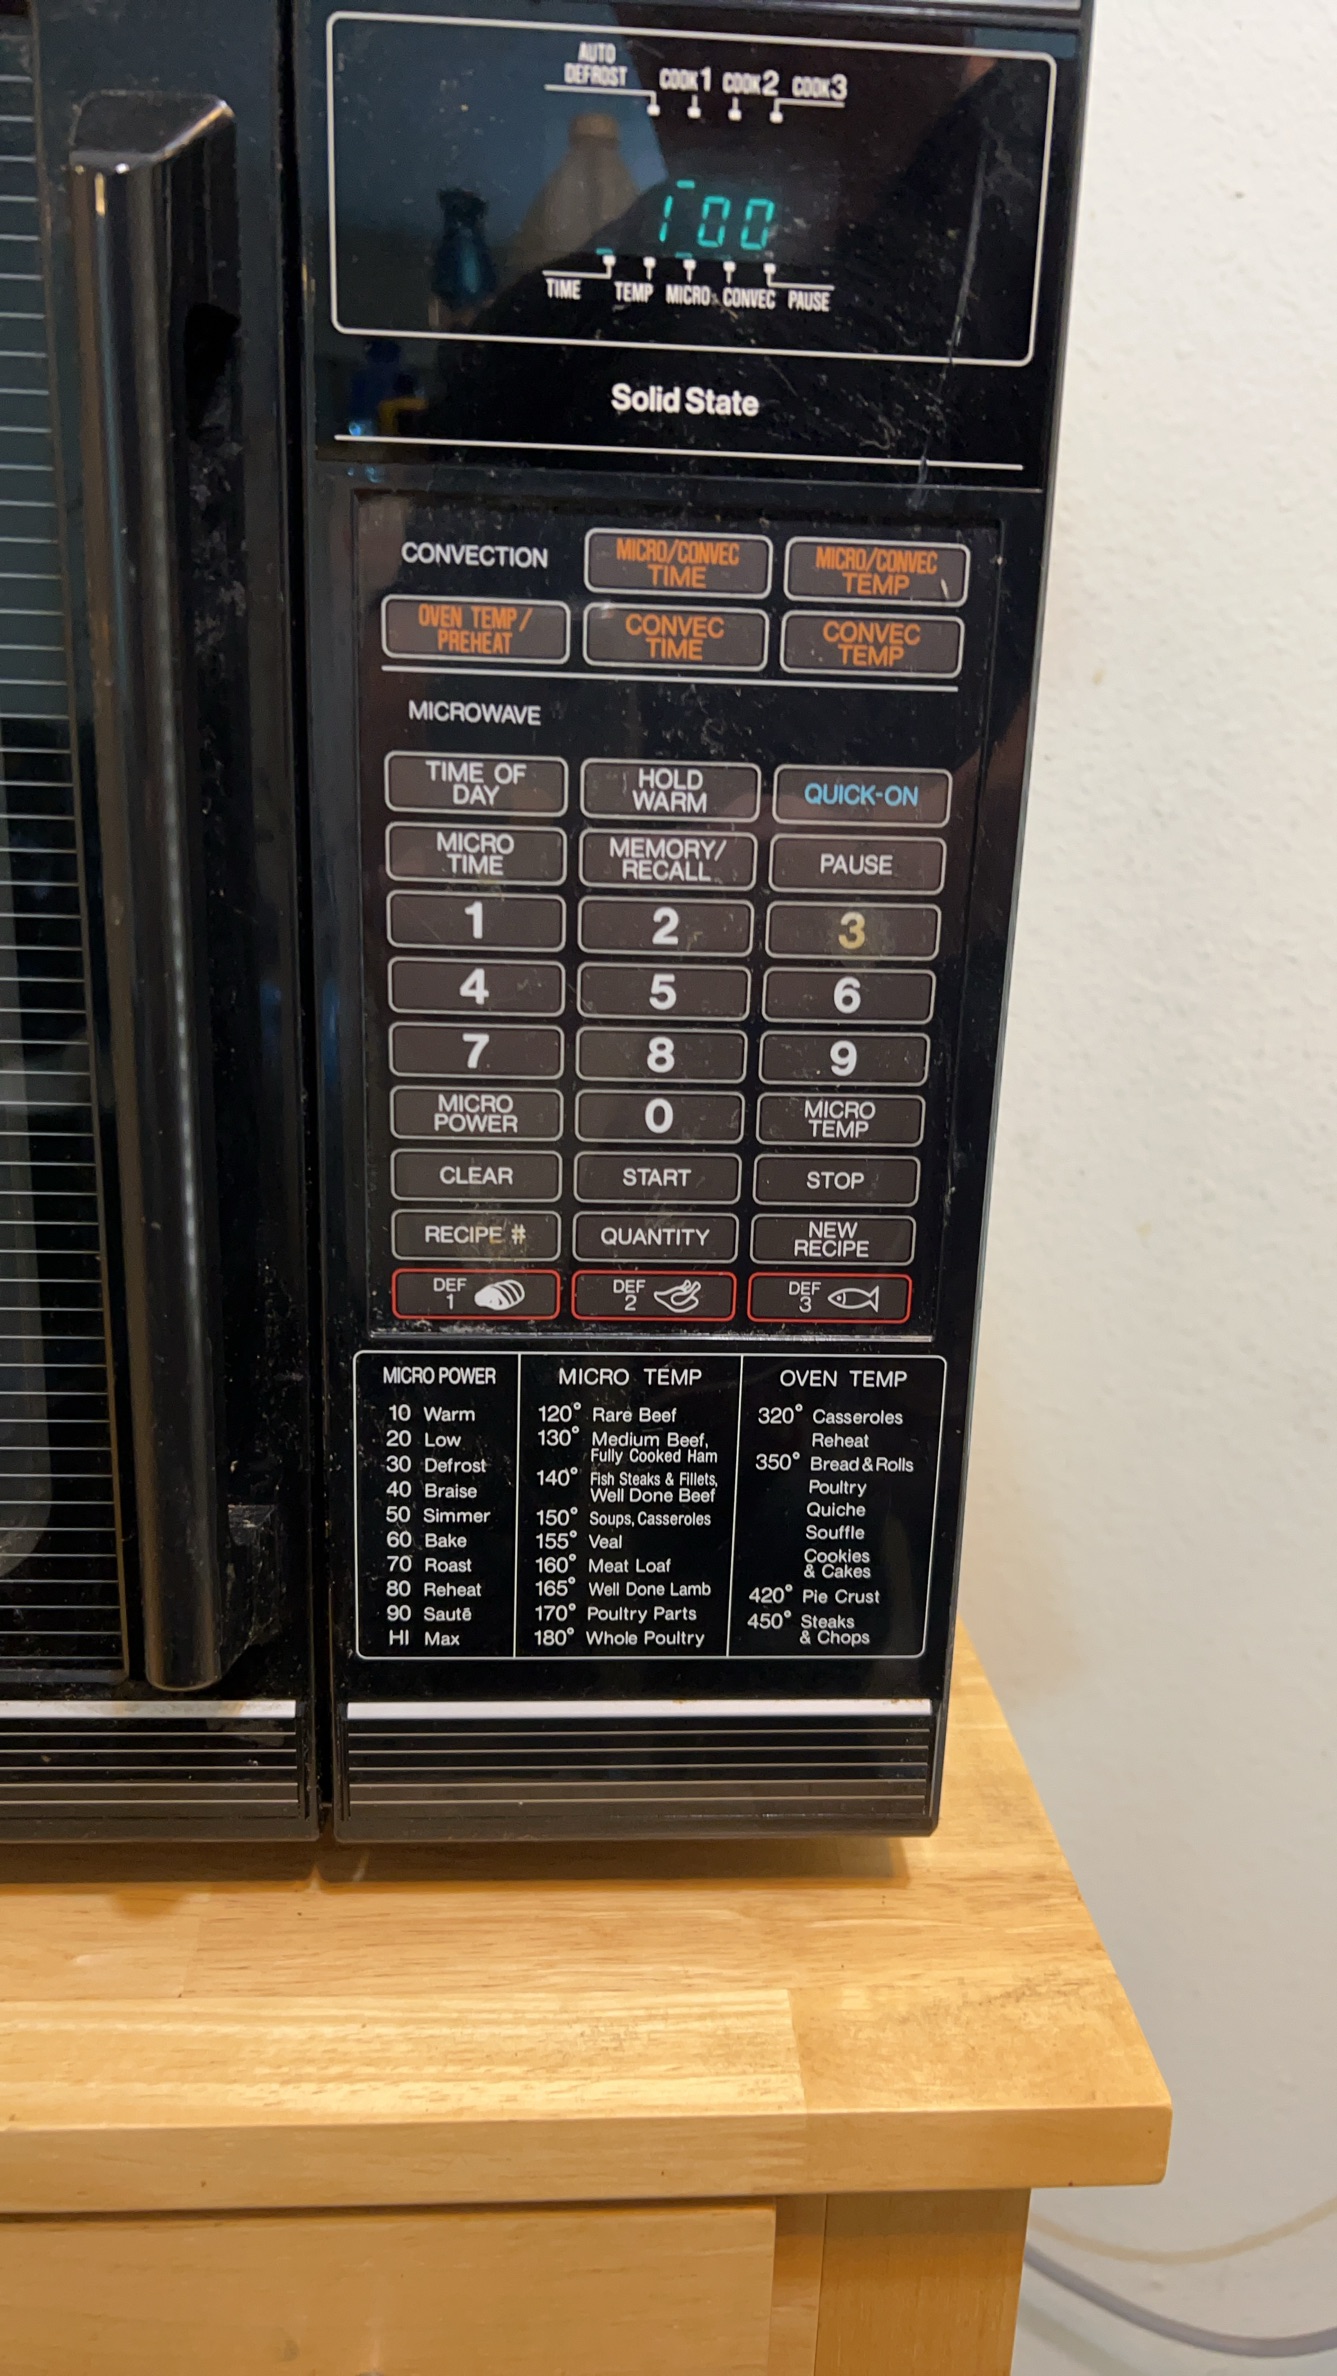 AUTO
DEFROST COOK1 COOK2 COOK3
1 00
TIME TEMP MICRO CONVEC PAUSE
Solid State
CONVECTION
MICRO/CONVEC
TIME
MICRO/CONVEC
TEMP
OVEN TEMP/
PREHEAT
CONVEC
TIME
CONVEC
TEMP
MICROWAVE
TIME OF
DAY
HOLD
WARM
QUICK-ON
MICRO
TIME
MEMORY/
RECALL
PAUSE
1 2 3
4 5 6
7 8 9
MICRO
POWER
0
MICRO
TEMP
CLEAR START STOP
RECIPE # QUANTITY
NEW
RECIPE
DEF
1
DEF
2
DEF
3
MICRO POWER
10 Warm
20 Low
30 Defrost
40 Braise
50 Simmer
60 Bake
70 Roast
80 Reheat
90 Sauté
HI Max
MICRO TEMP
120° Rare Beef
130° Medium Beef,
Fully Cooked Ham
140° Fish Steaks & Fillets,
Well Done Beef
150° Soups, Casseroles
155° Veal
160° Meat Loaf
165° Well Done Lamb
170° Poultry Parts
180° Whole Poultry
OVEN TEMP
320° Casseroles
Reheat
350° Bread & Rolls
Poultry
Quiche
Souffle
Cookies
& Cakes
420° Pie Crust
450° Steaks
& Chops